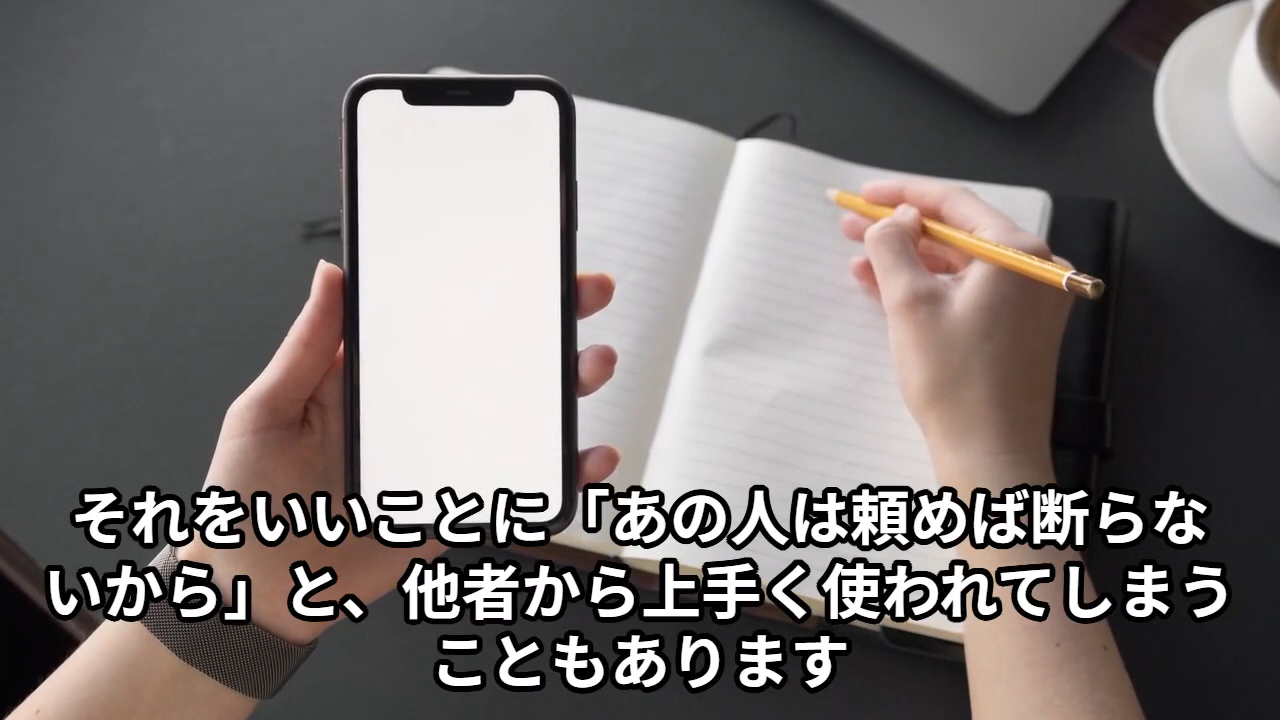 それをいいことに「あの人は頼めば断らな
いから」と、他者から上手く使われてしまう
こともあります